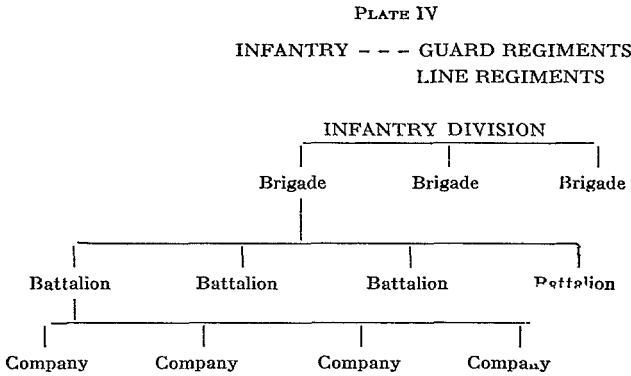 PLATE IV
INFANTRY - - - GUARD REGIMENTS
LINE REGIMENTS
INFANTRY DIVISION
Brigade Brigade Brigade
Battalion Battalion Battalion Battalion
Company Company Company Company